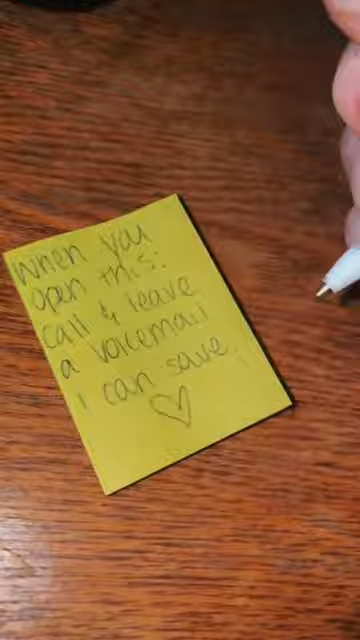 When you
open this:
call & leave
a voicemail
I can save.
♡